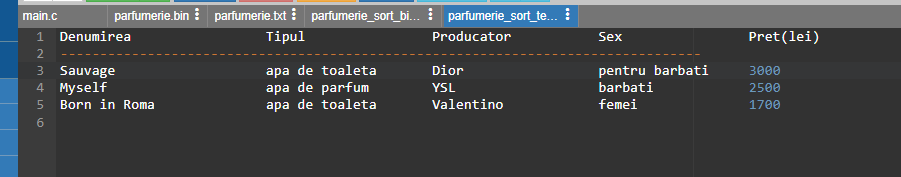 main.c parfumerie.bin parfumerie.txt parfumerie_sort_bi... parfumerie_sort_te...
1 Denumirea Tipul Producator Sex Pret(lei)
2 --------------------------------------------------------------------------------
3 Sauvage apa de toaleta Dior pentru barbati 3000
4 Myself apa de parfum YSL barbati 2500
5 Born in Roma apa de toaleta Valentino femei 1700
6